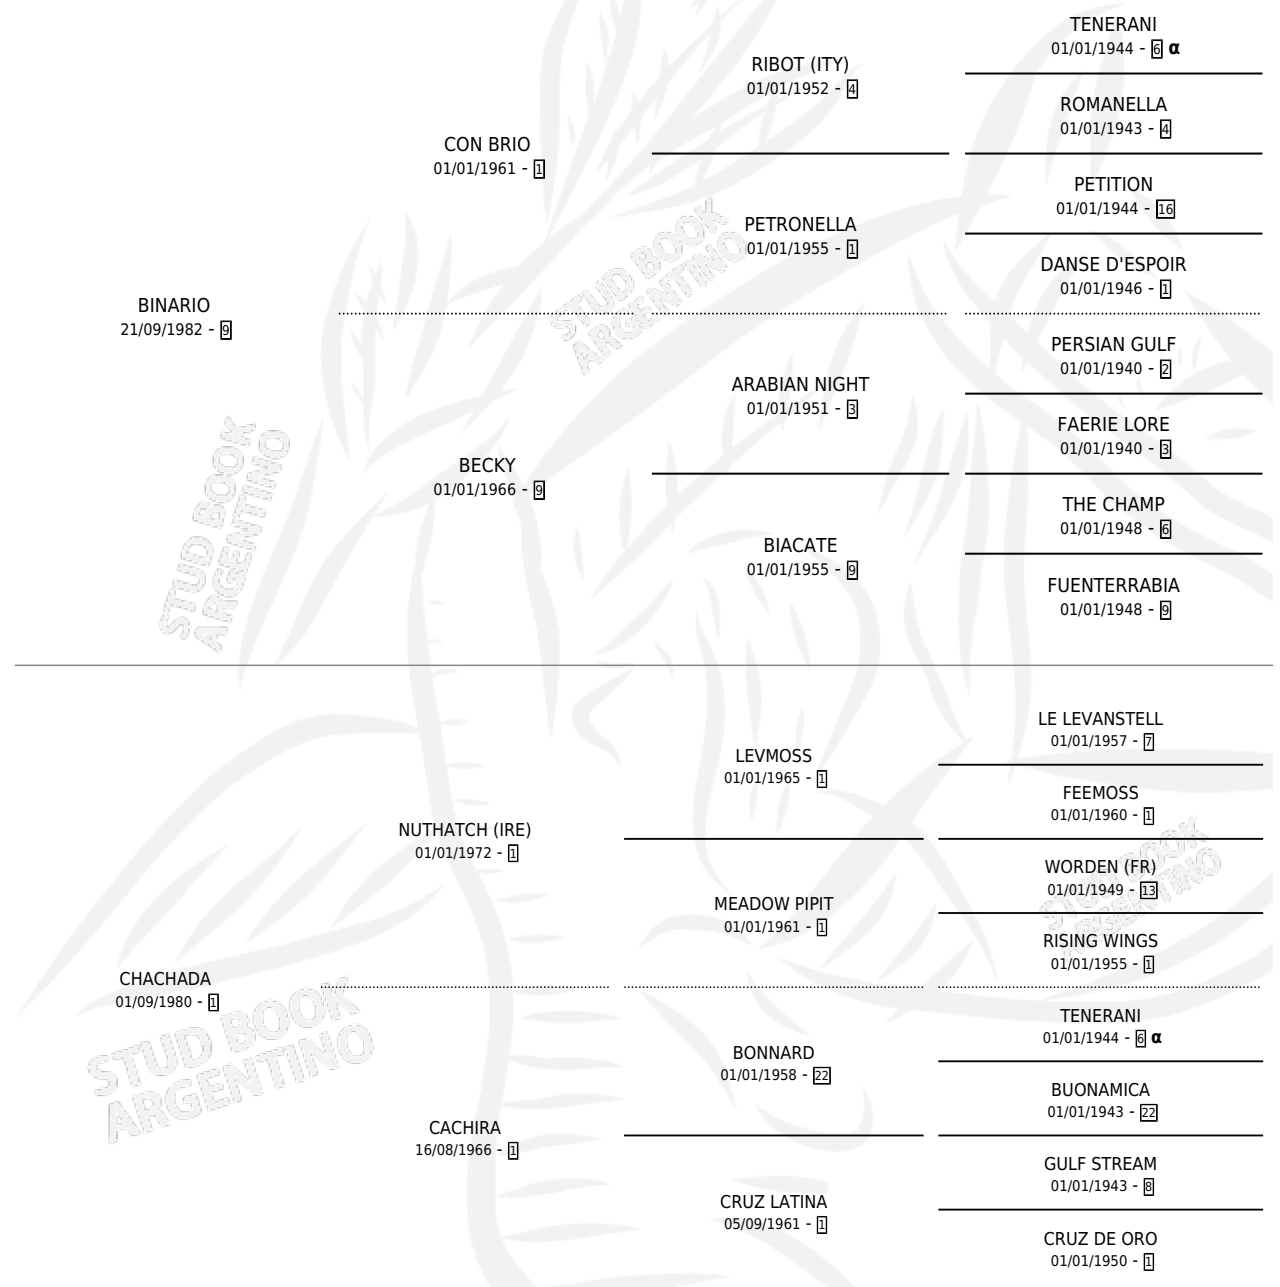 TENERANI
01/01/1944 - 6 α
RIBOT (ITY)
01/01/1952 - 4
ROMANELLA
01/01/1943 - 4
CON BRIO
01/01/1961 - 1
PETITION
01/01/1944 - 16
PETRONELLA
01/01/1955 - 1
DANSE D'ESPOIR
01/01/1946 - 1
BINARIO
21/09/1982 - 9
PERSIAN GULF
01/01/1940 - 2
ARABIAN NIGHT
01/01/1951 - 3
FAERIE LORE
01/01/1940 - 3
BECKY
01/01/1966 - 9
THE CHAMP
01/01/1948 - 6
BIACATE
01/01/1955 - 9
FUENTERRABIA
01/01/1948 - 9
STUD BOOK
ARGENTINO
STUD BOOK
ARGENTINO
LE LEVANSTELL
01/01/1957 - 7
LEVMOSS
01/01/1965 - 1
FEEMOSS
01/01/1960 - 1
NUTHATCH (IRE)
01/01/1972 - 1
WORDEN (FR)
01/01/1949 - 13
MEADOW PIPIT
01/01/1961 - 1
RISING WINGS
01/01/1955 - 1
CHACHADA
01/09/1980 - 1
TENERANI
01/01/1944 - 6 α
BONNARD
01/01/1958 - 22
BUONAMICA
01/01/1943 - 22
CACHIRA
16/08/1966 - 1
GULF STREAM
01/01/1943 - 8
CRUZ LATINA
05/09/1961 - 1
CRUZ DE ORO
01/01/1950 - 1
STUD BOOK
ARGENTINO
STUD BOOK
ARGENTINO